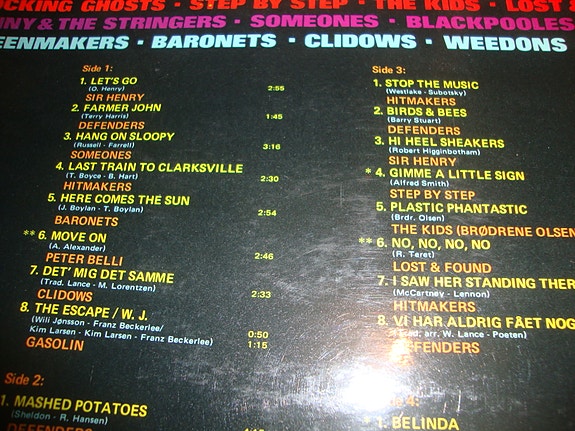 OCKING GHOSTS · STEP BY STEP · THE KIDS · LOST &
NNY & THE STRINGERS · SOMEONES · BLACKPOOLES
EENMAKERS · BARONETS · CLIDOWS · WEEDONS
Side 1:
1. LET'S GO
(O. Henry) 2:55
SIR HENRY
2. FARMER JOHN
(Terry Harris) 1:45
DEFENDERS
3. HANG ON SLOOPY
(Russell - Farrell) 3:16
SOMEONES
4. LAST TRAIN TO CLARKSVILLE
(T. Boyce - B. Hart) 2:30
HITMAKERS
5. HERE COMES THE SUN
(J. Boylan - T. Boylan) 2:54
BARONETS
** 6. MOVE ON
(A. Alexander)
PETER BELLI 2:46
7. DET' MIG DET SAMME
(Trad. Lance - M. Lorentzen)
CLIDOWS 2:33
8. THE ESCAPE / W. J.
(Wili Jønsson - Franz Beckerlee/
Kim Larsen - Kim Larsen - Franz Beckerlee) 0:50
GASOLIN 1:15
Side 2:
1. MASHED POTATOES
(Sheldon - R. Hansen)
DEFENDERS
Side 3:
1. STOP THE MUSIC
(Westlake - Subotsky)
HITMAKERS
2. BIRDS & BEES
(Barry Stuart)
DEFENDERS
3. HI HEEL SHEAKERS
(Robert Higginbotham)
SIR HENRY
* 4. GIMME A LITTLE SIGN
(Alfred Smith)
STEP BY STEP
5. PLASTIC PHANTASTIC
(Brdr. Olsen)
THE KIDS (BRØDRENE OLSEN
** 6. NO, NO, NO, NO
(R. Teret)
LOST & FOUND
7. I SAW HER STANDING THER
(McCartney - Lennon)
HITMAKERS
8. VI HAR ALDRIG FÅET NOG
(Trad. arr. W. Lance - Poeten)
DEFENDERS
4:
* 1. BELINDA